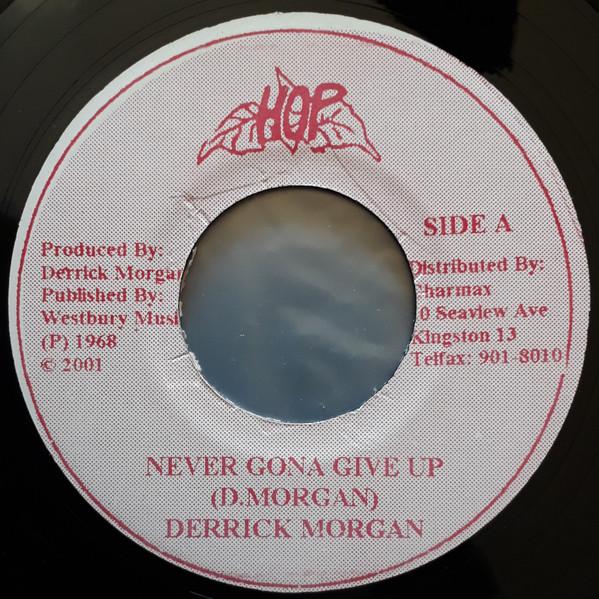 HOP
SIDE A
Produced By:
Derrick Morgan
Published By:
Westbury Musi
(P) 1968
© 2001
Distributed By:
Charmax
0 Seaview Ave
Kingston 13
Telfax: 901-8010
NEVER GONA GIVE UP
(D.MORGAN)
DERRICK MORGAN